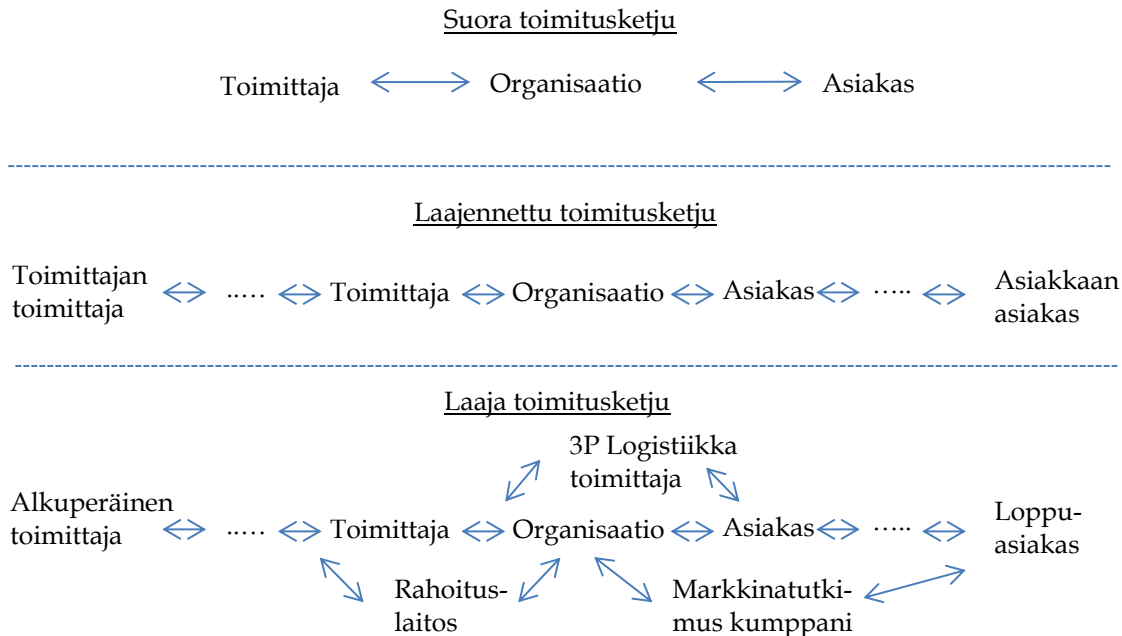 Suora toimitusketju
Toimittaja Organisaatio Asiakas
Laajennettu toimitusketju
Toimittajan
toimittaja ..… Toimittaja Organisaatio Asiakas ….. Asiakkaan
asiakas
Laaja toimitusketju
3P Logistiikka
toimittaja
Alkuperäinen
toimittaja ..… Toimittaja Organisaatio Asiakas ….. Loppu-
asiakas
Rahoitus-
laitos
Markkinatutki-
mus kumppani